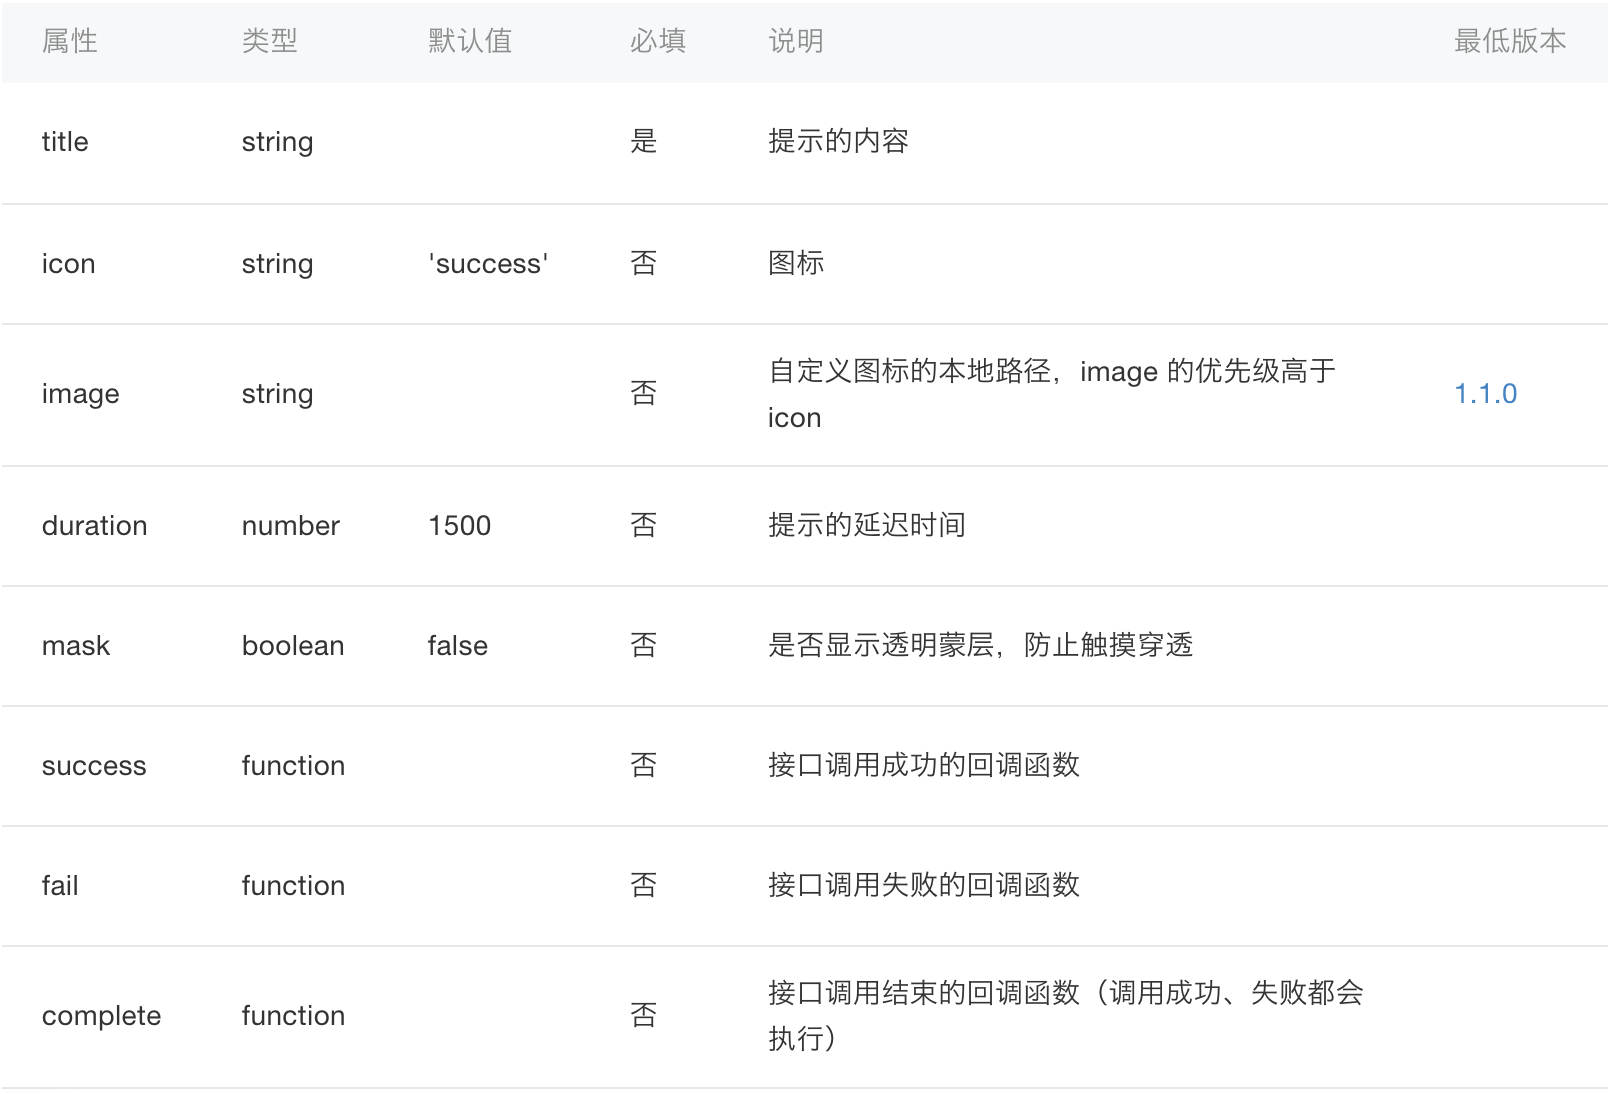 属性 类型 默认值 必填 说明 最低版本
title string 是 提示的内容
icon string 'success' 否 图标
image string 否 自定义图标的本地路径，image 的优先级高于
icon
1.1.0
duration number 1500 否 提示的延迟时间
mask boolean false 否 是否显示透明蒙层，防止触摸穿透
success function 否 接口调用成功的回调函数
fail function 否 接口调用失败的回调函数
complete function 否 接口调用结束的回调函数（调用成功、失败都会
执行）